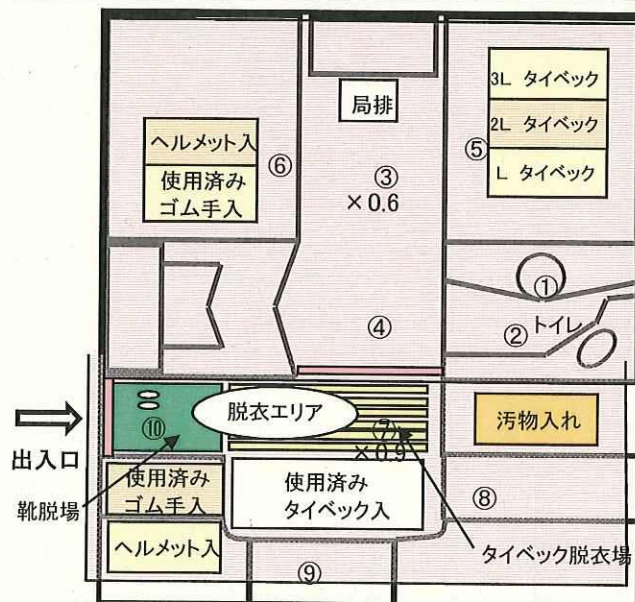 局排
3L タイベック
2L タイベック
L タイベック
ヘルメット入
使用済み
ゴム手入
⑥
③
×0.6
⑤
①
④
②
トイレ
脱衣エリア
⑩
⑦
×0.9
汚物入れ
出入口
靴脱場
使用済み
ゴム手入
使用済み
タイベック入
⑧
ヘルメット入
タイベック脱衣場
⑨